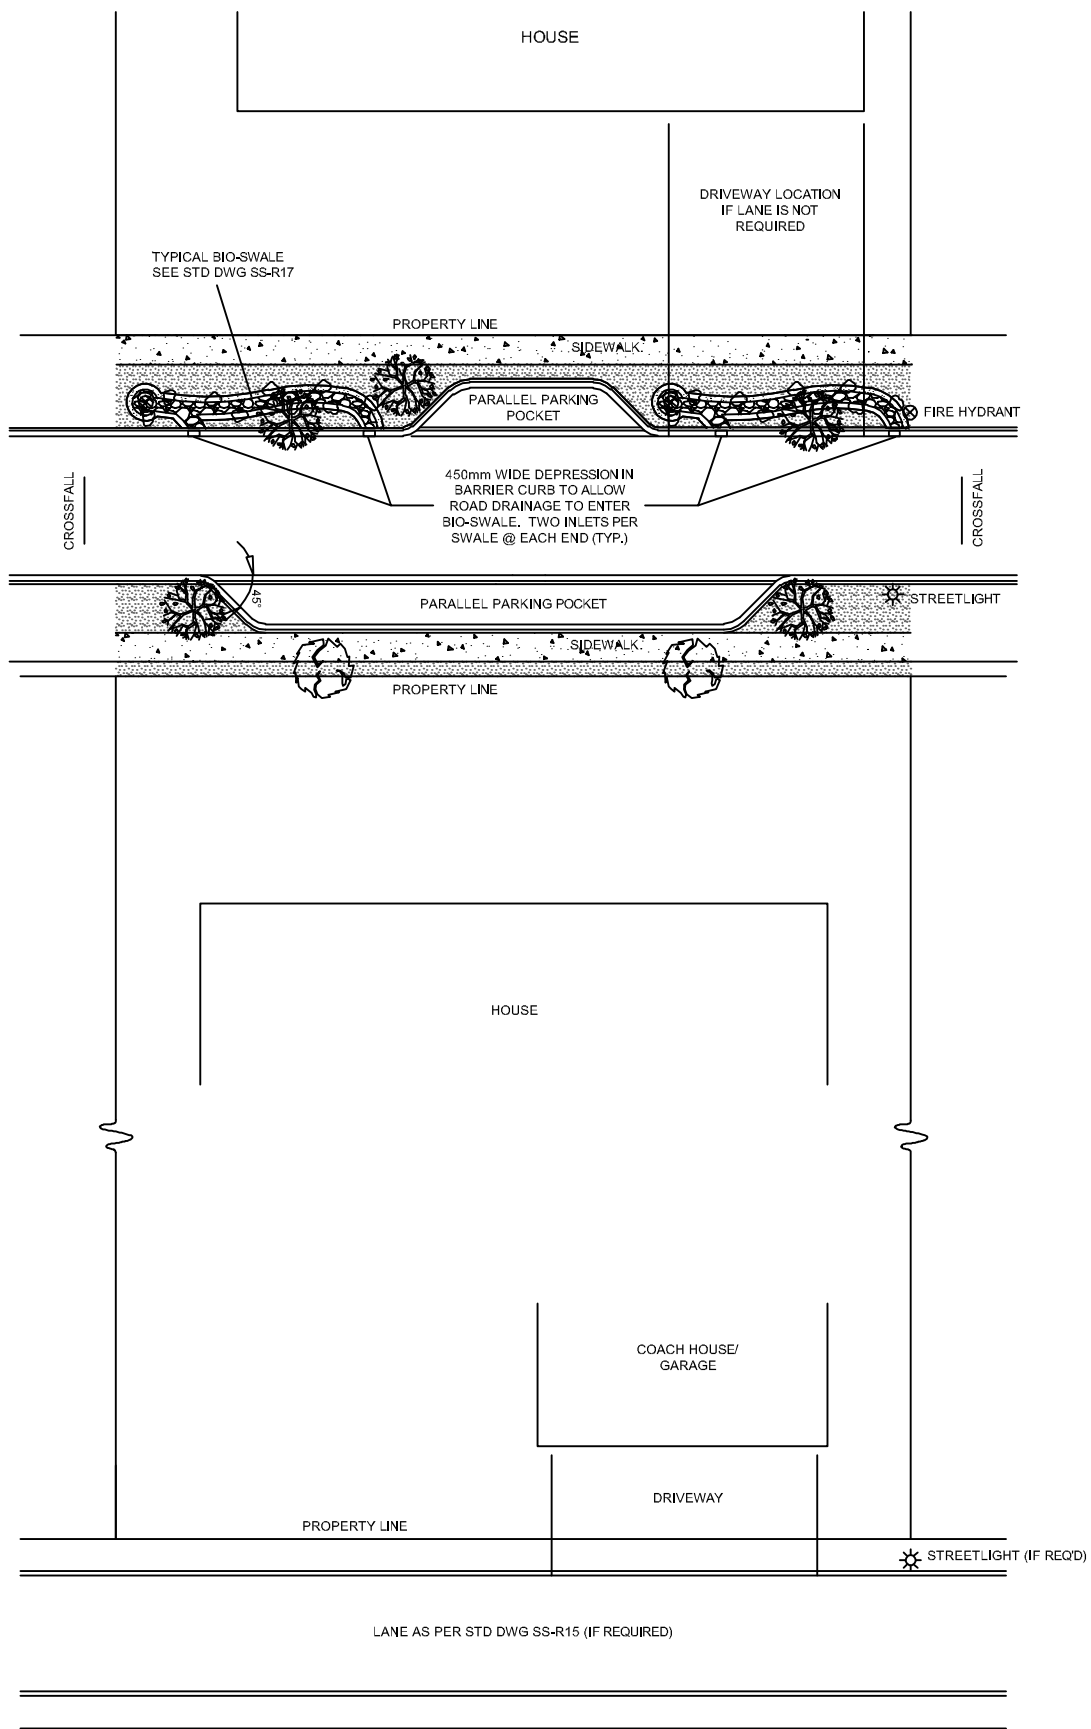 HOUSE
DRIVEWAY LOCATION
IF LANE IS NOT
REQUIRED
TYPICAL BIO-SWALE
SEE STD DWG SS-R17
PROPERTY LINE
SIDEWALK
PARALLEL PARKING
POCKET
FIRE HYDRANT
CROSSFALL
450mm WIDE DEPRESSION IN
BARRIER CURB TO ALLOW
ROAD DRAINAGE TO ENTER
BIO-SWALE. TWO INLETS PER
SWALE @ EACH END (TYP.)
CROSSFALL
45°
PARALLEL PARKING POCKET
STREETLIGHT
SIDEWALK
PROPERTY LINE
HOUSE
COACH HOUSE/
GARAGE
DRIVEWAY
PROPERTY LINE
STREETLIGHT (IF REQ'D)
LANE AS PER STD DWG SS-R15 (IF REQUIRED)